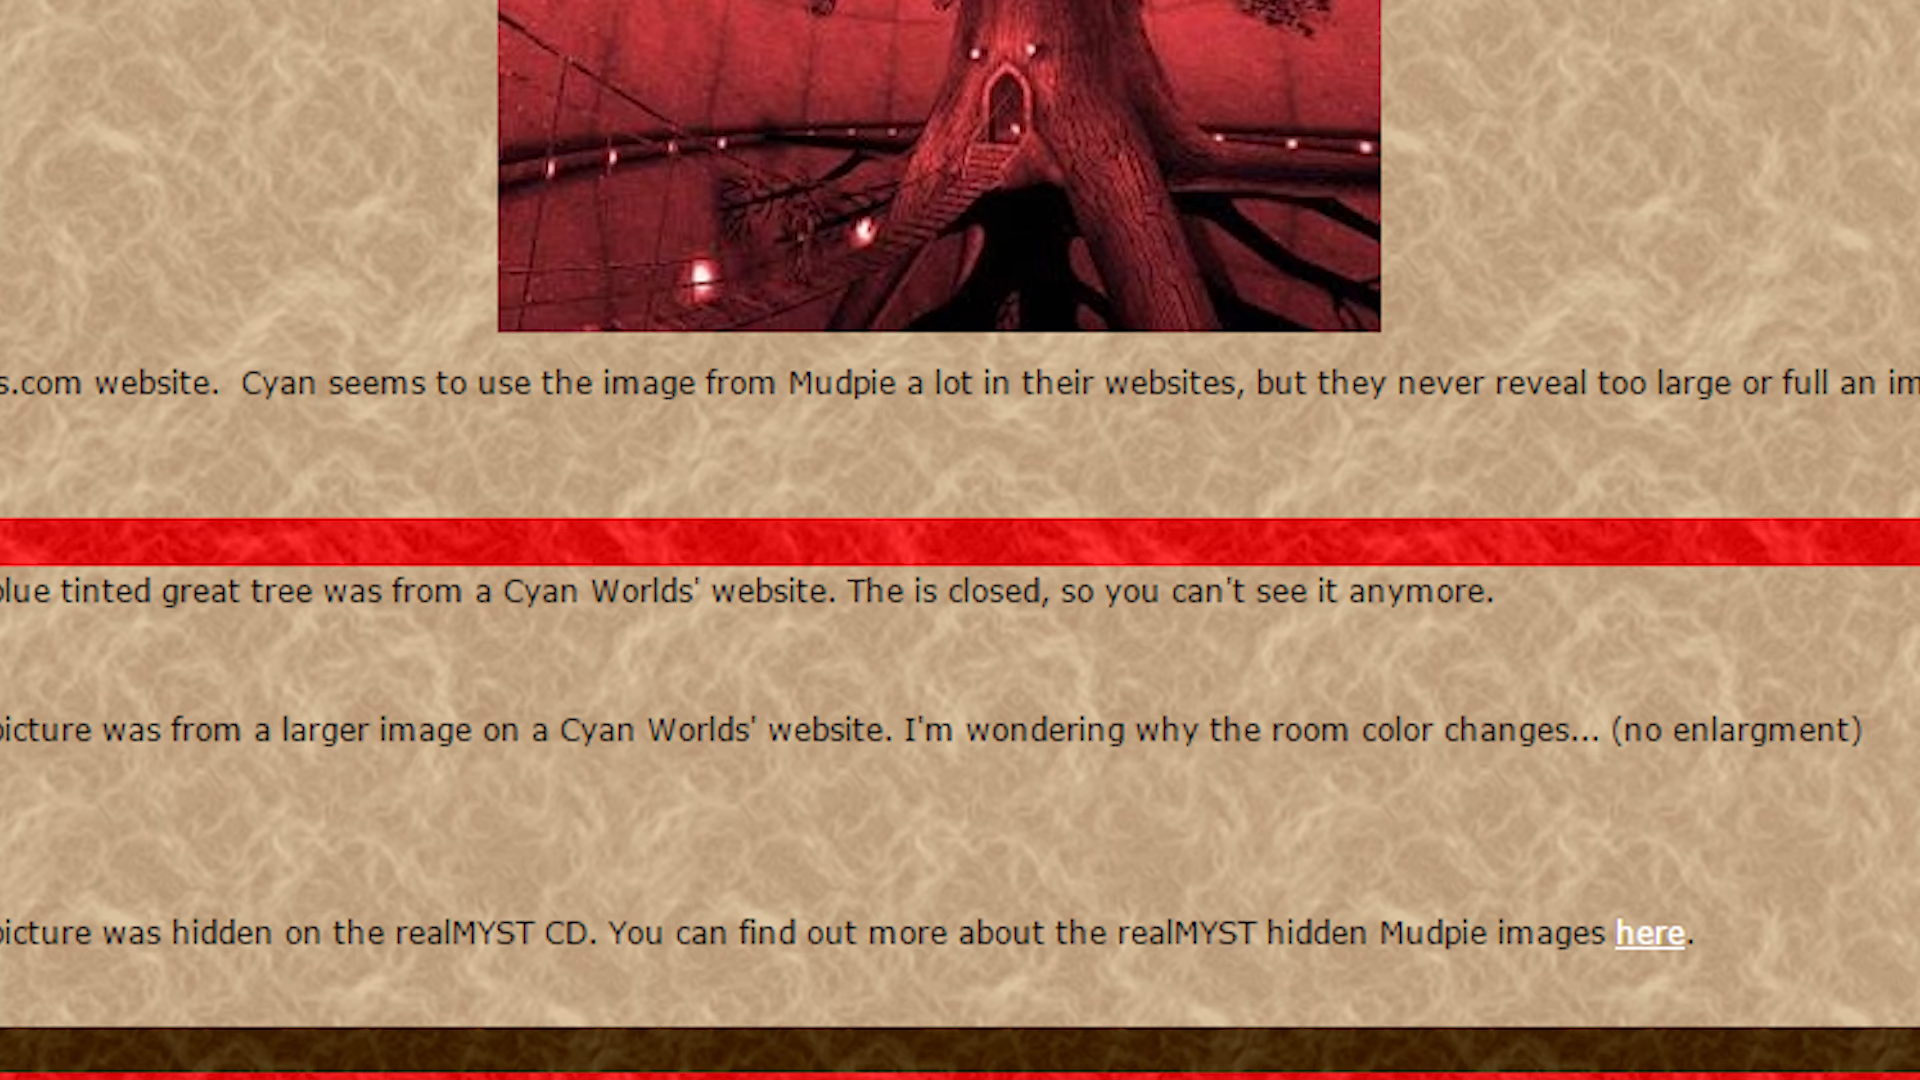 s.com website.  Cyan seems to use the image from Mudpie a lot in their websites, but they never reveal too large or full an im
blue tinted great tree was from a Cyan Worlds' website. The is closed, so you can't see it anymore.
picture was from a larger image on a Cyan Worlds' website. I'm wondering why the room color changes... (no enlargment)
picture was hidden on the realMYST CD. You can find out more about the realMYST hidden Mudpie images here.